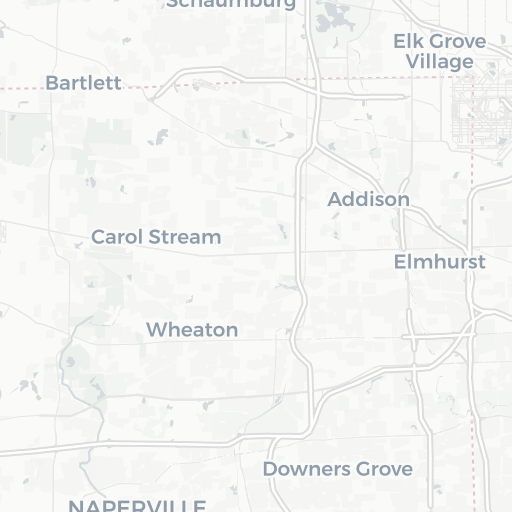 Schaumburg
Elk Grove
Village
Bartlett
Addison
Carol Stream
Elmhurst
Wheaton
Downers Grove
NAPERVILLE